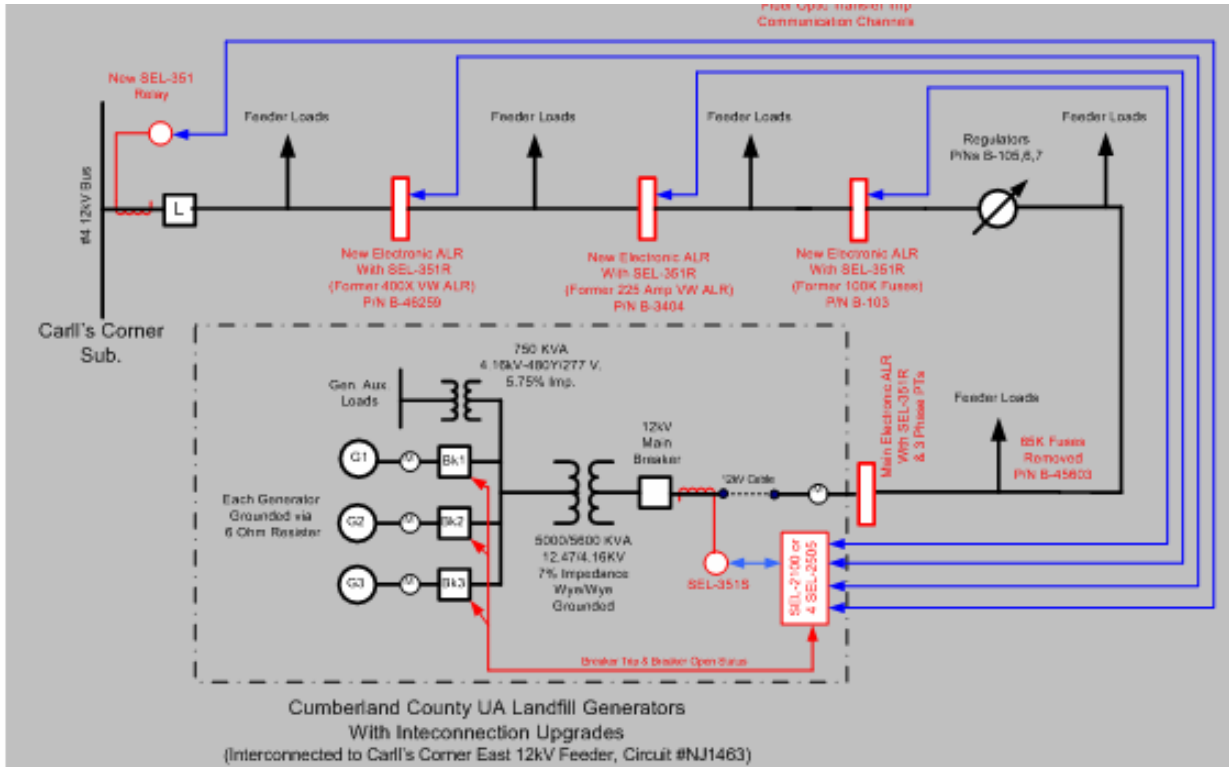 Fiber Optic Transfer Trip
Communication Channels
New SEL-351
Relay
Feeder Loads
Feeder Loads
Feeder Loads
Regulators
P/Ns B-105,6,7
Feeder Loads
#4 12kV Bus
L
New Electronic ALR
With SEL-351R
(Former 400X VW ALR)
P/N B-46259
New Electronic ALR
With SEL-351R
(Former 225 Amp VW ALR)
P/N B-3404
New Electronic ALR
With SEL-351R
(Former 100K Fuses)
P/N B-103
Carll's Corner
Sub.
750 KVA
4.16kV-480Y/277 V.
5.75% Imp.
Gen. Aux
Loads
G1
M
Bk1
Each Generator
Grounded via
6 Ohm Resister
G2
M
Bk2
G3
M
Bk3
5000/5600 KVA
12.47/4.16KV
7% Impedance
Wye/Wye
Grounded
12kV
Main
Breaker
12kV Cable
M
SEL-351S
SEL-2100 or
4 SEL-2505
Main Electronic ALR
With SEL-351R
& 3 Phase PTs
Feeder Loads
65K Fuses
Removed
P/N B-45603
Breaker Trip & Breaker Open Status
Cumberland County UA Landfill Generators
With Inteconnection Upgrades
(Interconnected to Carll's Corner East 12kV Feeder, Circuit #NJ1463)